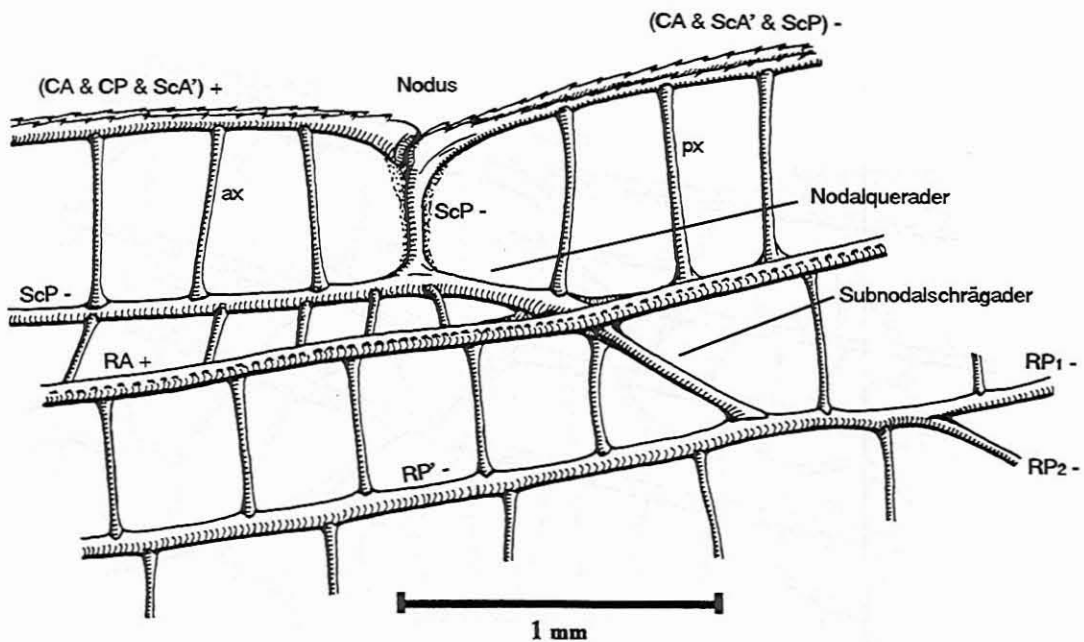 (CA & ScA' & ScP) -
(CA & CP & ScA') +
Nodus
px
ax
Nodalquerader
ScP -
ScP -
Subnodalschrägader
RA +
RP1 -
RP' -
RP2 -
1 mm